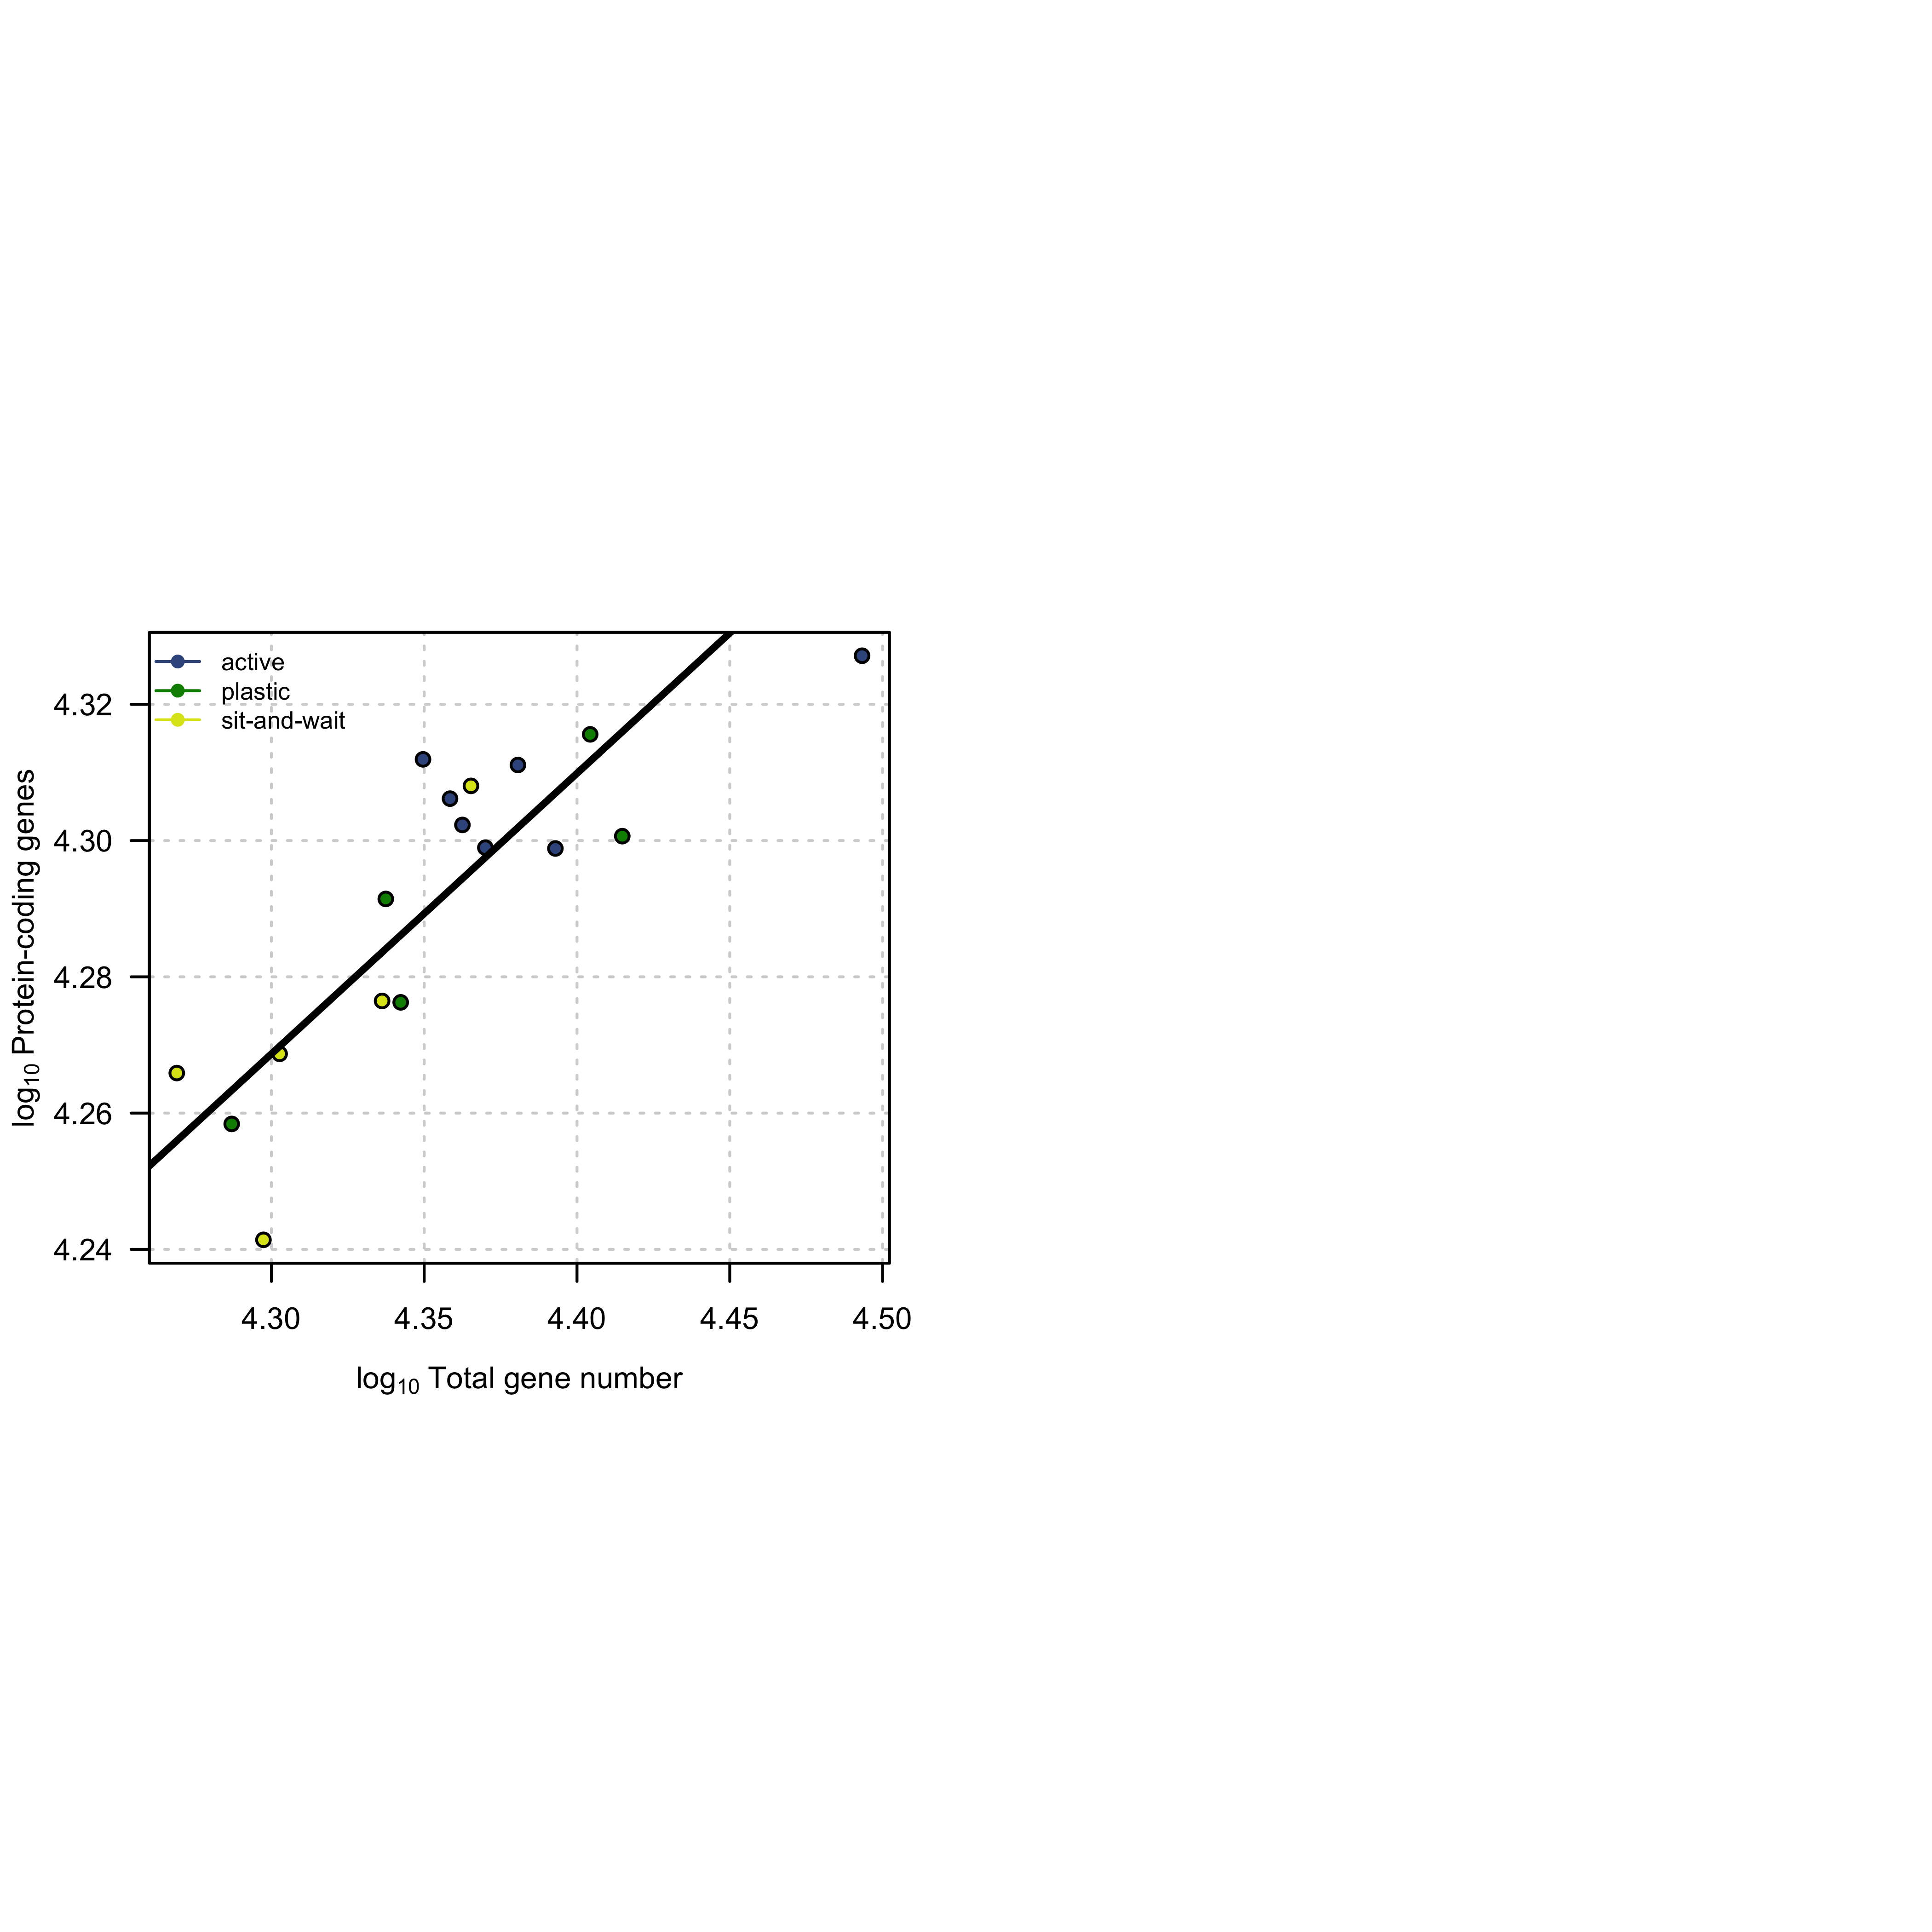 active
plastic
sit-and-wait
4.32
4.30
4.28
4.26
4.24
log10 Protein-coding genes
4.30 4.35 4.40 4.45 4.50
log10 Total gene number